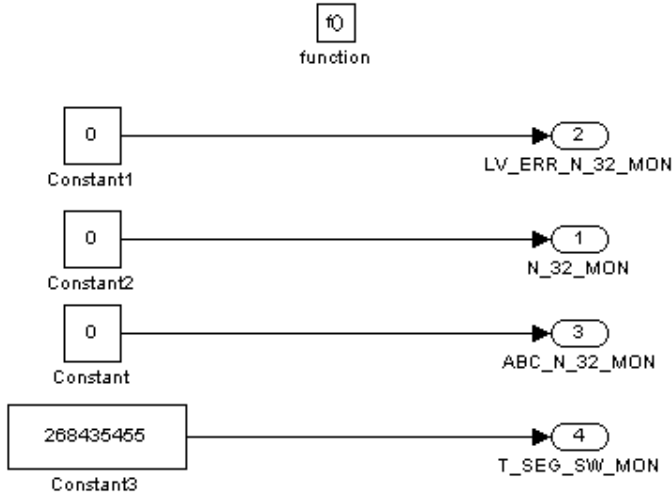 f()
function
0
Constant1
2
LV_ERR_N_32_MON
0
Constant2
1
N_32_MON
0
Constant
3
ABC_N_32_MON
268435455
Constant3
4
T_SEG_SW_MON